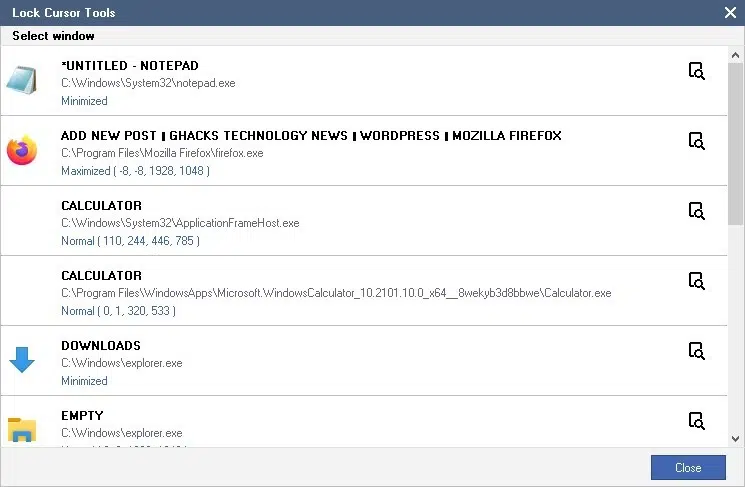 Lock Cursor Tools
Select window
*UNTITLED - NOTEPAD
C:\Windows\System32\notepad.exe
Minimized
ADD NEW POST | GHACKS TECHNOLOGY NEWS | WORDPRESS | MOZILLA FIREFOX
C:\Program Files\Mozilla Firefox\firefox.exe
Maximized ( -8, -8, 1928, 1048 )
CALCULATOR
C:\Windows\System32\ApplicationFrameHost.exe
Normal ( 110, 244, 446, 785 )
CALCULATOR
C:\Program Files\WindowsApps\Microsoft.WindowsCalculator_10.2101.10.0_x64__8wekyb3d8bbwe\Calculator.exe
Normal ( 0, 1, 320, 533 )
DOWNLOADS
C:\Windows\explorer.exe
Minimized
EMPTY
C:\Windows\explorer.exe
Close